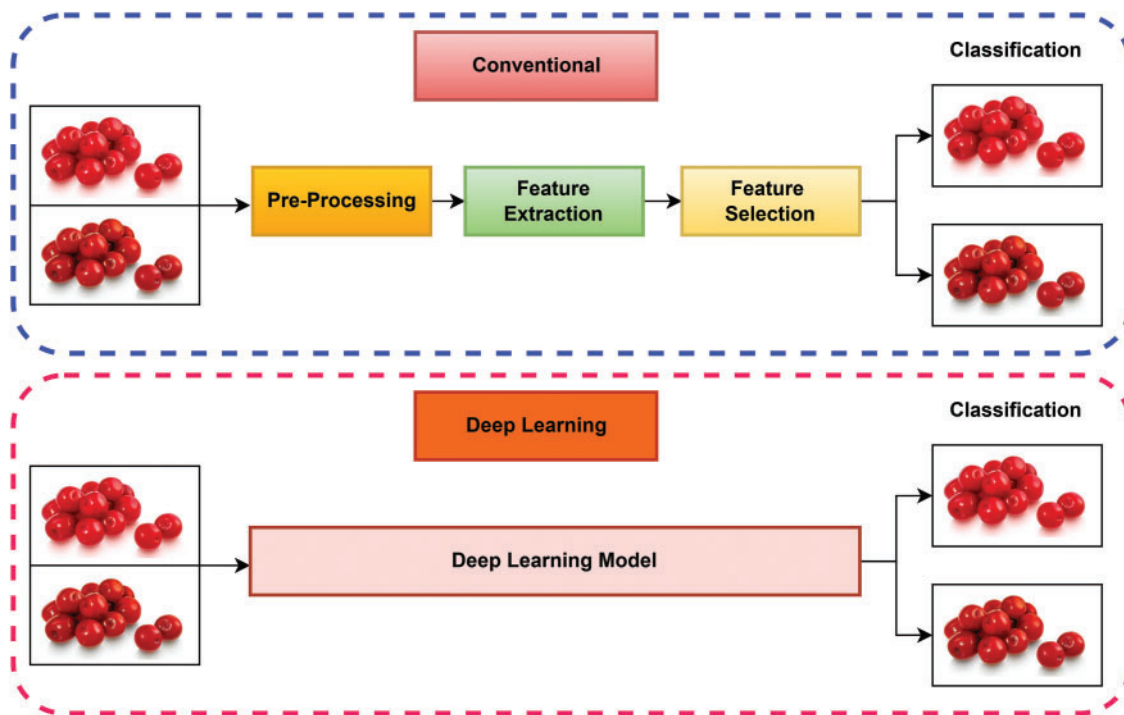 Conventional
Classification
Pre-Processing
Feature
Extraction
Feature
Selection
Deep Learning
Classification
Deep Learning Model